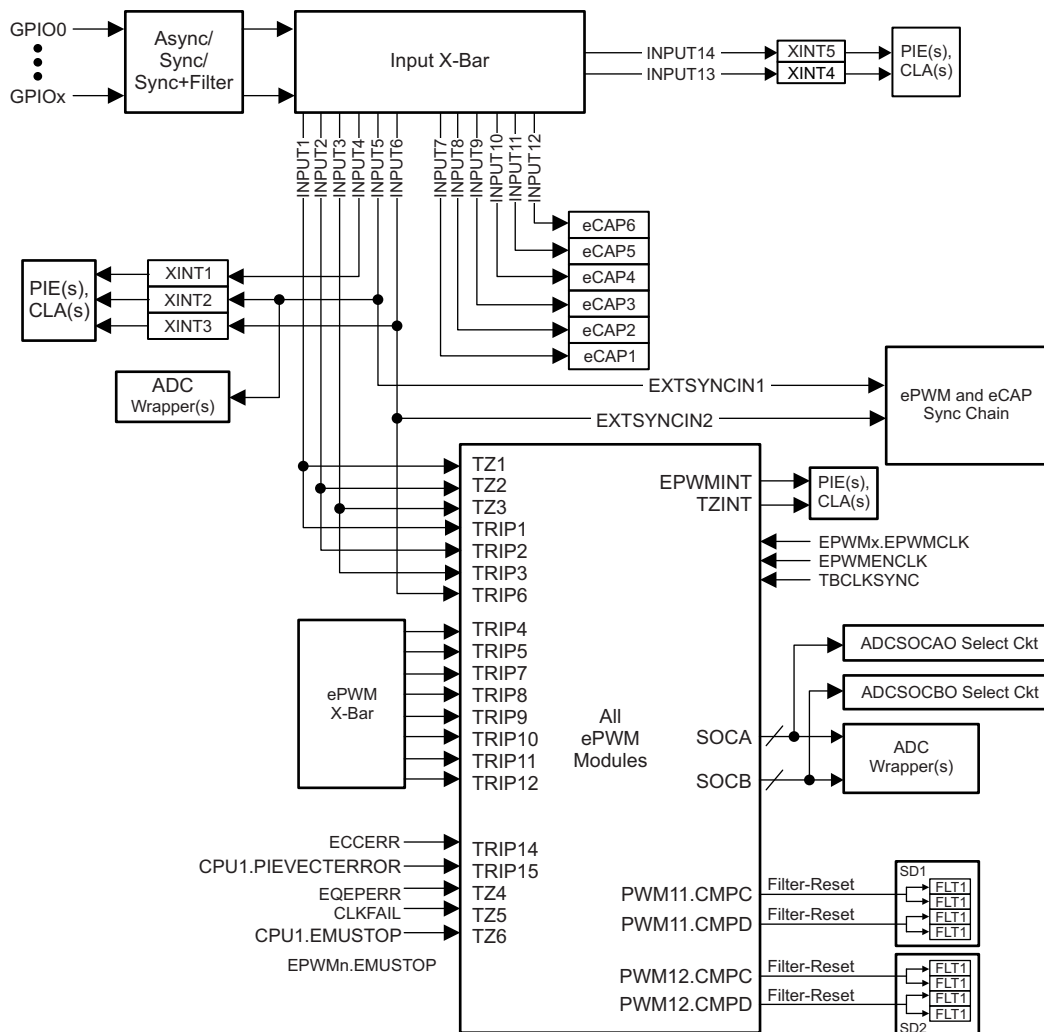 GPIO0
GPIOx
Async/
Sync/
Sync+Filter
Input X-Bar
INPUT14
INPUT13
XINT5
XINT4
PIE(s),
CLA(s)
INPUT1
INPUT2
INPUT3
INPUT4
INPUT5
INPUT6
INPUT7
INPUT8
INPUT9
INPUT10
INPUT11
INPUT12
eCAP6
eCAP5
eCAP4
eCAP3
eCAP2
eCAP1
PIE(s),
CLA(s)
XINT1
XINT2
XINT3
ADC
Wrapper(s)
EXTSYNCIN1
EXTSYNCIN2
ePWM and eCAP
Sync Chain
TZ1
TZ2
TZ3
TRIP1
TRIP2
TRIP3
TRIP6
EPWMINT
TZINT
PIE(s),
CLA(s)
EPWMx.EPWMCLK
EPWMENCLK
TBCLKSYNC
ePWM
X-Bar
TRIP4
TRIP5
TRIP7
TRIP8
TRIP9
TRIP10
TRIP11
TRIP12
All
ePWM
Modules
ADCSOCAO Select Ckt
ADCSOCBO Select Ckt
SOCA
SOCB
ADC
Wrapper(s)
ECCERR
CPU1.PIEVECTERROR
EQEPERR
CLKFAIL
CPU1.EMUSTOP
EPWMn.EMUSTOP
TRIP14
TRIP15
TZ4
TZ5
TZ6
PWM11.CMPC
PWM11.CMPD
PWM12.CMPC
PWM12.CMPD
Filter-Reset
Filter-Reset
Filter-Reset
Filter-Reset
SD1
FLT1
FLT1
FLT1
FLT1
FLT1
FLT1
FLT1
FLT1
SD2